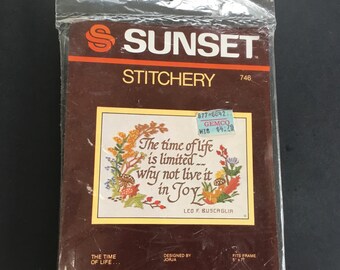 SUNSET
STITCHERY
746
GEMCO
The time of life
is limited --
why not live it
in Joy
LEO F. BUSCAGLIA
THE TIME
OF LIFE . . .
DESIGNED BY
JORJA
FITS FRAME